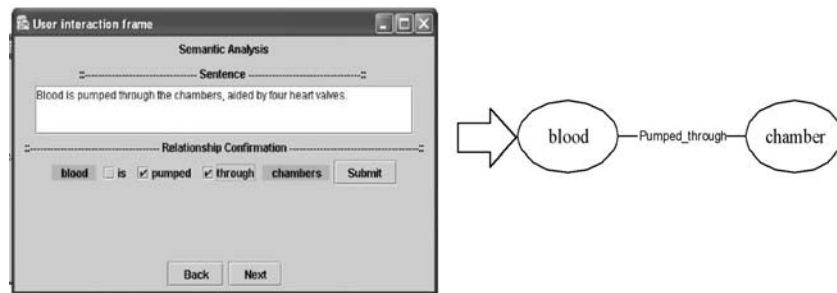 User interaction frame
Semantic Analysis
::------------------------------ Sentence ------------------------------::
Blood is pumped through the chambers, aided by four heart valves.
::------------------------------ Relationship Confirmation ------------------------------::
blood is pumped through chambers Submit
Back Next
blood Pumped_through chamber